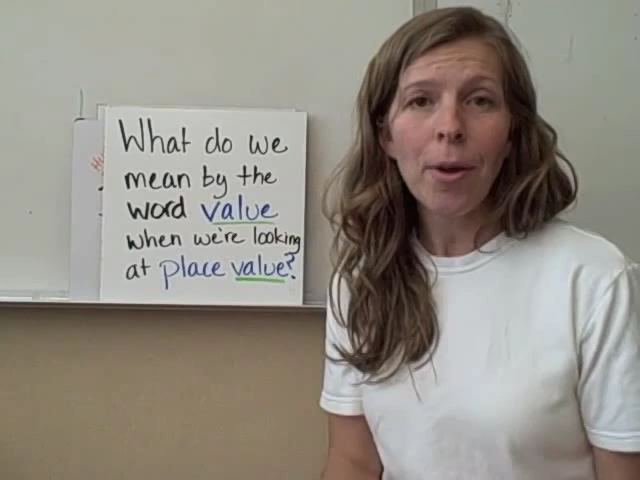 What do we
mean by the
word value
when we're looking
at place value?